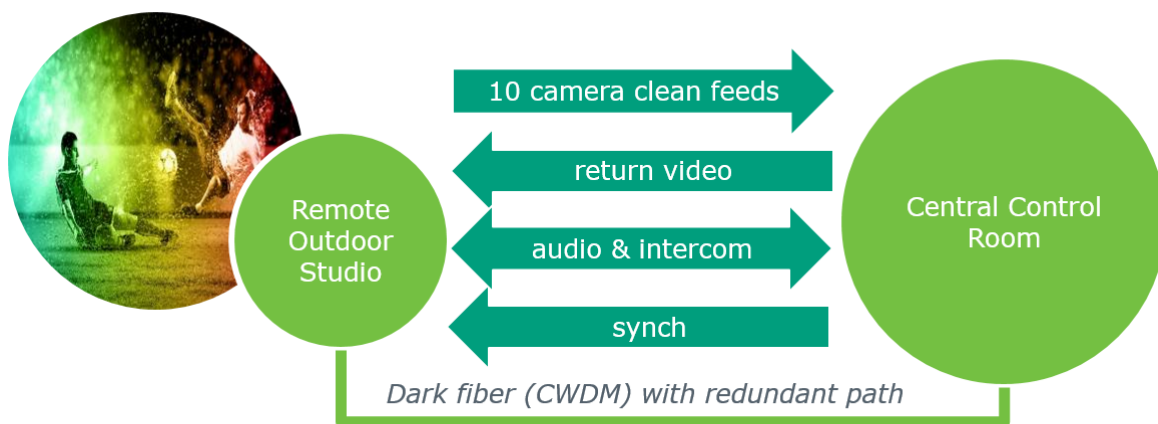 10 camera clean feeds
return video
Remote
Outdoor
Studio
audio & intercom
Central Control
Room
synch
Dark fiber (CWDM) with redundant path